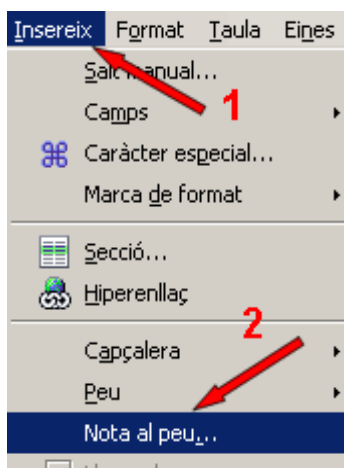 Insereix Format Taula Eines
Salt manual...
1
Camps
Caràcter especial...
Marca de format
Secció...
Hiperenllaç
2
Capçalera
Peu
Nota al peu...